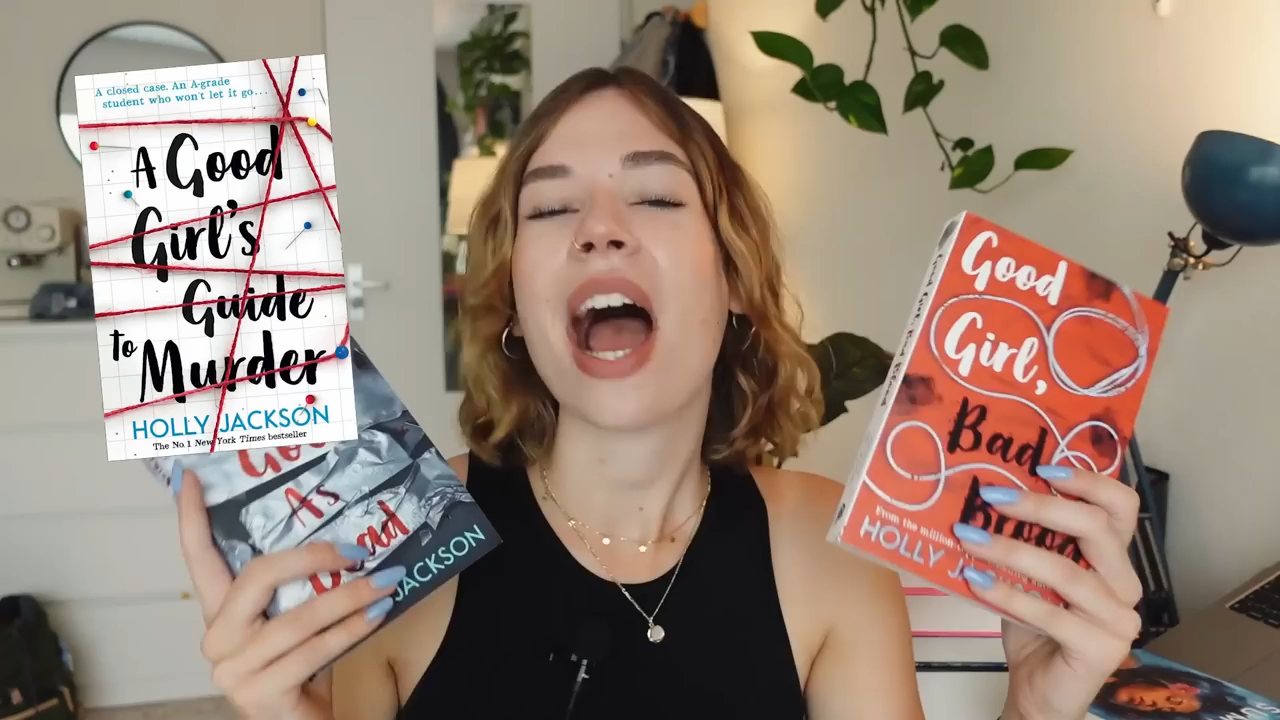 A closed case. An A-grade
student who won't let it go...
A Good
Girl's
Guide
to
Murder
HOLLY JACKSON
The No.1 New York Times bestseller
As
JACKSON
Good
Girl,
Bad
From the million-
HOLLY